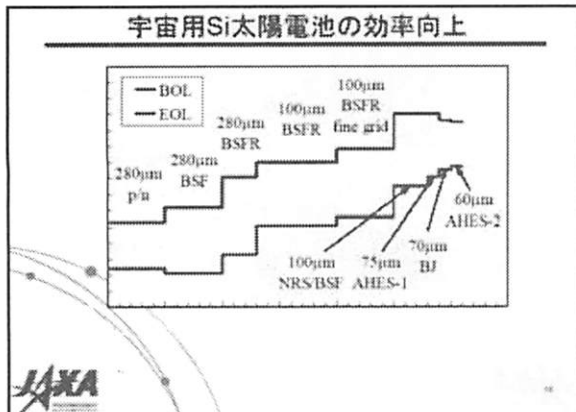 宇宙用Si太陽電池の効率向上
BOL
EOL
280μm
p/n
280μm
BSF
280μm
BSFR
100μm
BSFR
100μm
BSFR
fine grid
100μm
NRS/BSF
75μm
AHES-1
70μm
BJ
60μm
AHES-2
JAXA